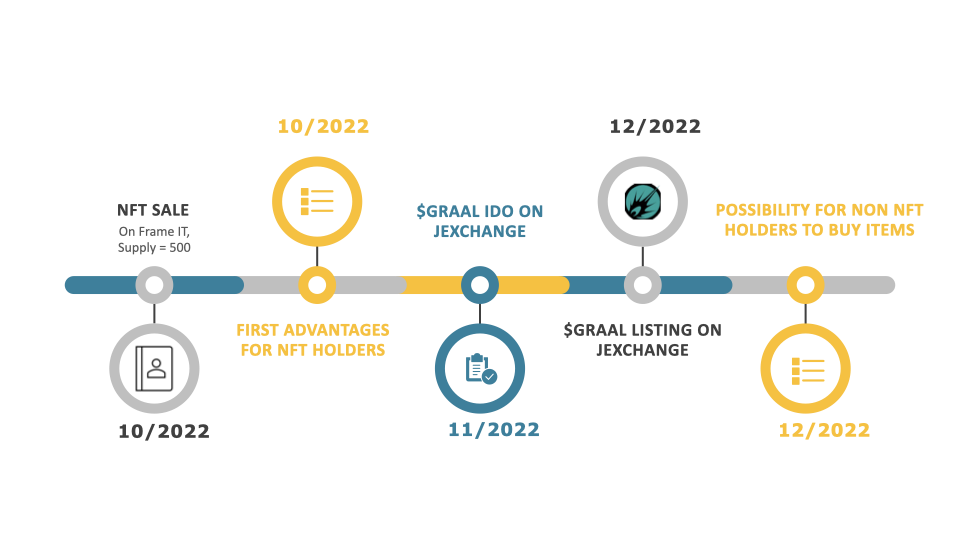 NFT SALE
On Frame IT,
Supply = 500
10/2022
10/2022
FIRST ADVANTAGES
FOR NFT HOLDERS
$GRAAL IDO ON
JEXCHANGE
11/2022
12/2022
$GRAAL LISTING ON
JEXCHANGE
POSSIBILITY FOR NON NFT
HOLDERS TO BUY ITEMS
12/2022